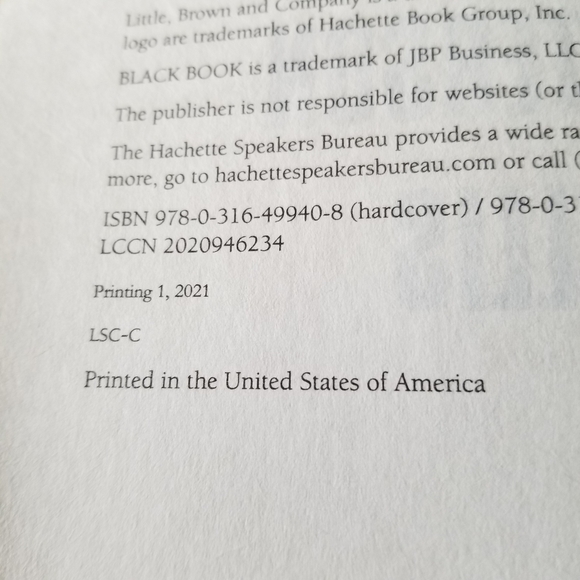 Little, Brown and Company is a
logo are trademarks of Hachette Book Group, Inc.
BLACK BOOK is a trademark of JBP Business, LLC
The publisher is not responsible for websites (or
The Hachette Speakers Bureau provides a wide
more, go to hachettespeakersbureau.com or call (
ISBN 978-0-316-49940-8 (hardcover) / 978-0-3
LCCN 2020946234
Printing 1, 2021
LSC-C
Printed in the United States of America